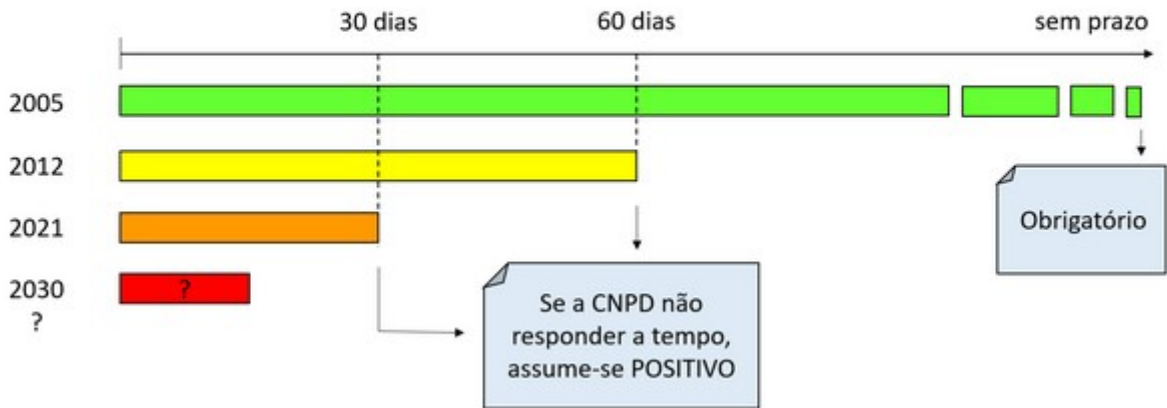 30 dias
60 dias
sem prazo
2005
2012
2021
2030
?
?
Obrigatório
Se a CNPD não
responder a tempo,
assume-se POSITIVO